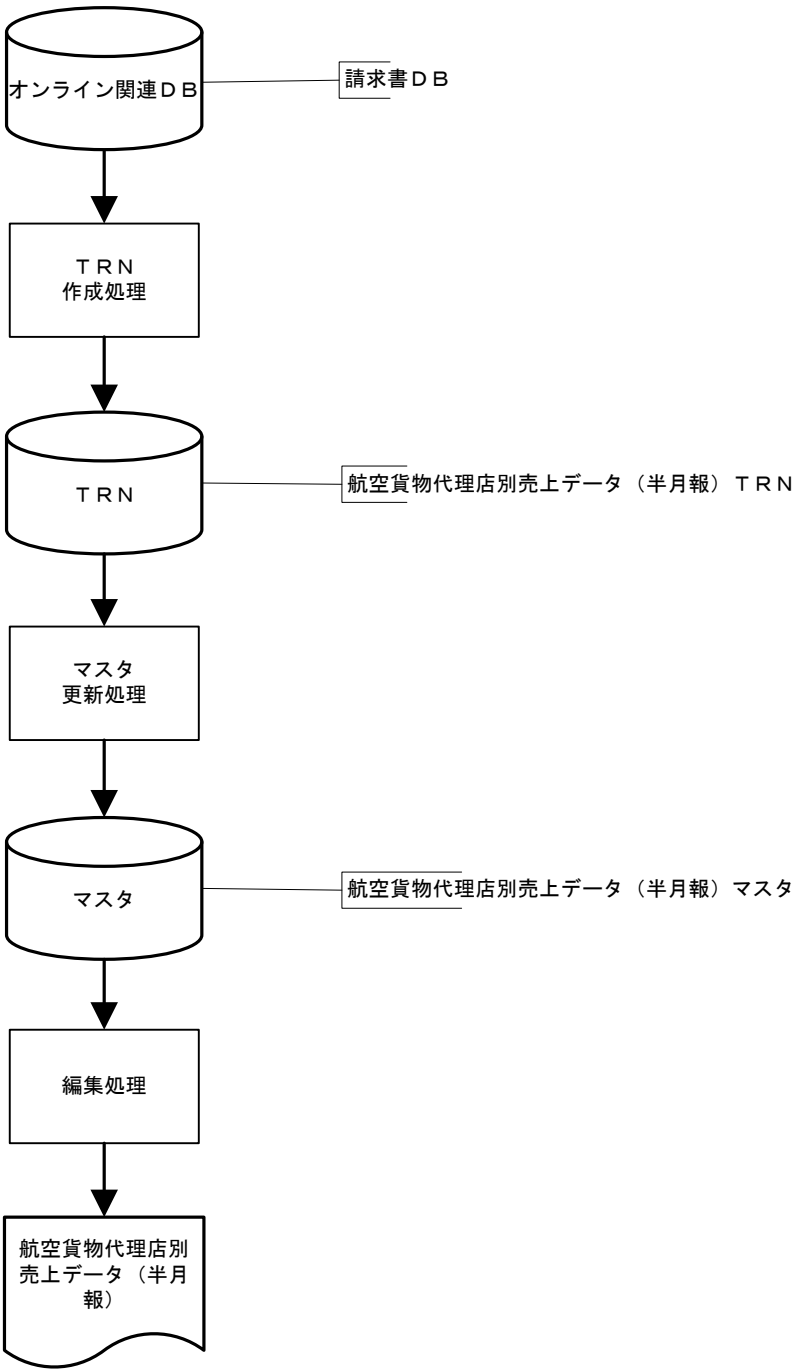 オンライン関連ＤＢ
請求書ＤＢ
ＴＲＮ
作成処理
ＴＲＮ
航空貨物代理店別売上データ（半月報）ＴＲＮ
マスタ
更新処理
マスタ
航空貨物代理店別売上データ（半月報）マスタ
編集処理
航空貨物代理店別
売上データ（半月
報）